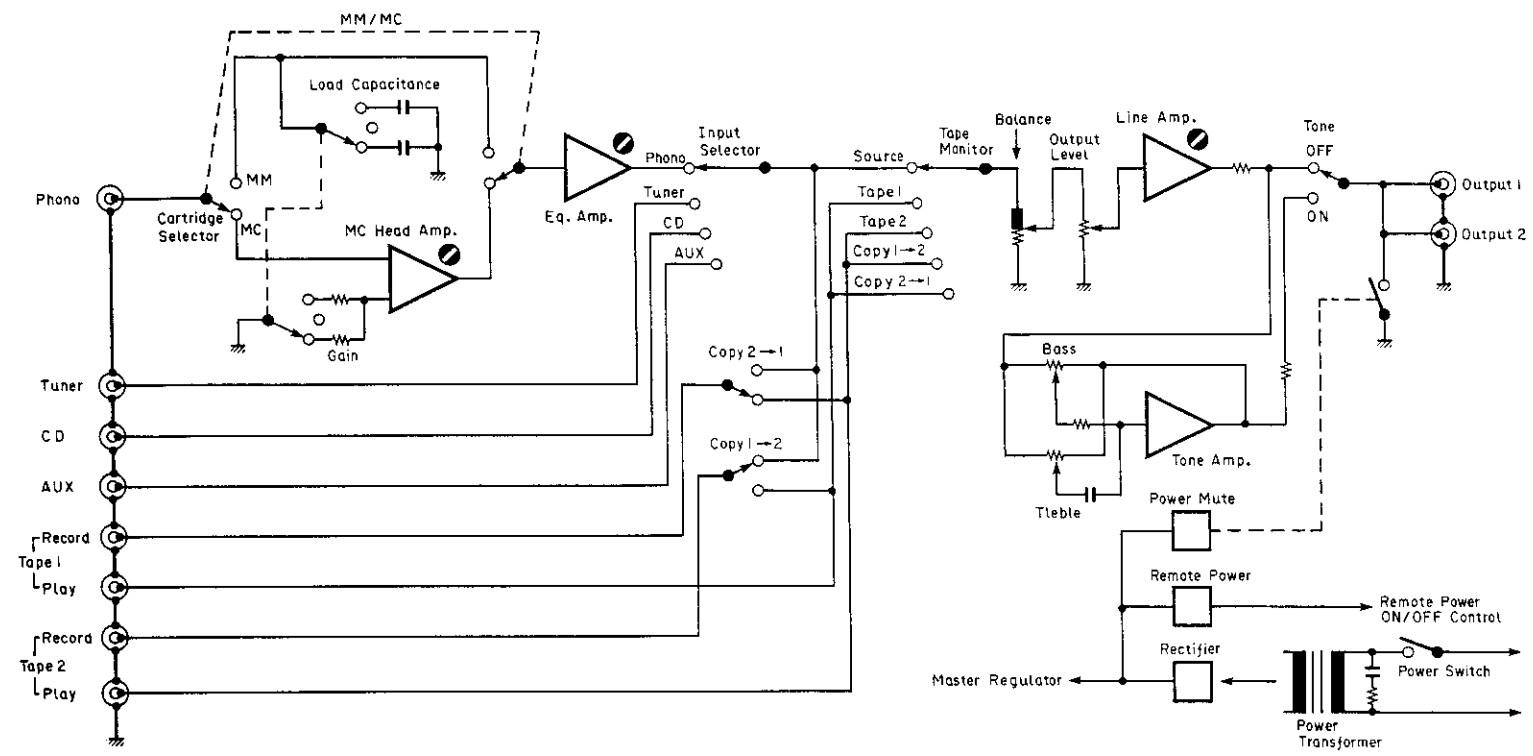 MM/MC
Load Capacitance
Phono
MM
Cartridge
Selector
MC
MC Head Amp.
Gain
Eq. Amp.
Phono
Input
Selector
Tuner
CD
AUX
Source
Tape
Monitor
Tape 1
Tape 2
Copy 1→2
Copy 2→1
Balance
Output
Level
Line Amp.
Tone
OFF
ON
Output 1
Output 2
Copy 2→1
Copy 1→2
Bass
Tone Amp.
Tleble
Tuner
CD
AUX
Record
Tape 1
Play
Record
Tape 2
Play
Power Mute
Remote Power
Remote Power
ON/OFF Control
Rectifier
Master Regulator
Power Switch
Power
Transformer